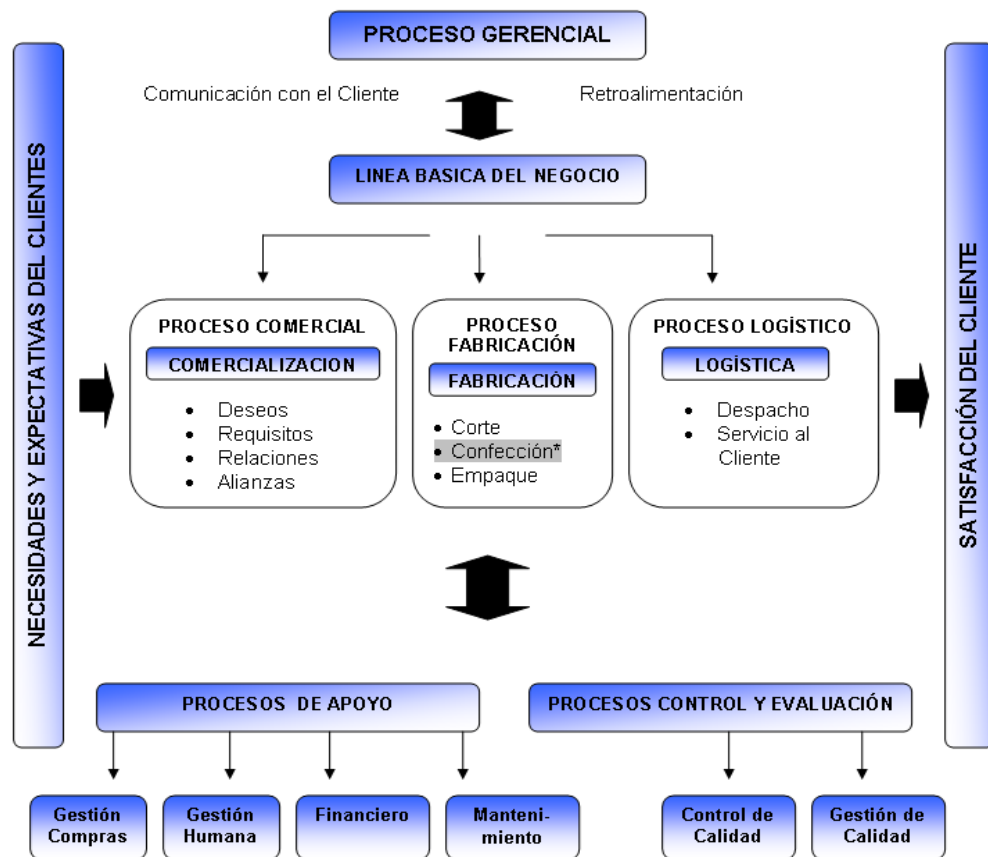 PROCESO GERENCIAL
Comunicación con el Cliente
Retroalimentación
LINEA BASICA DEL NEGOCIO
NECESIDADES Y EXPECTATIVAS DEL CLIENTES
PROCESO COMERCIAL
COMERCIALIZACION
• Deseos
• Requisitos
• Relaciones
• Alianzas
PROCESO
FABRICACIÓN
FABRICACIÓN
• Corte
• Confección*
• Empaque
PROCESO LOGÍSTICO
LOGÍSTICA
• Despacho
• Servicio al
Cliente
SATISFACCIÓN DEL CLIENTE
PROCESOS DE APOYO
Gestión
Compras
Gestión
Humana
Financiero
Manteni-
miento
PROCESOS CONTROL Y EVALUACIÓN
Control de
Calidad
Gestión de
Calidad